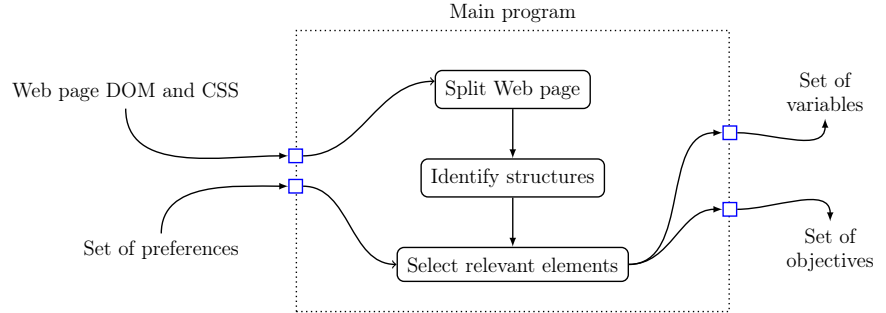 Main program
Web page DOM and CSS
Split Web page
Set of
variables
Identify structures
Set of preferences
Select relevant elements
Set of
objectives